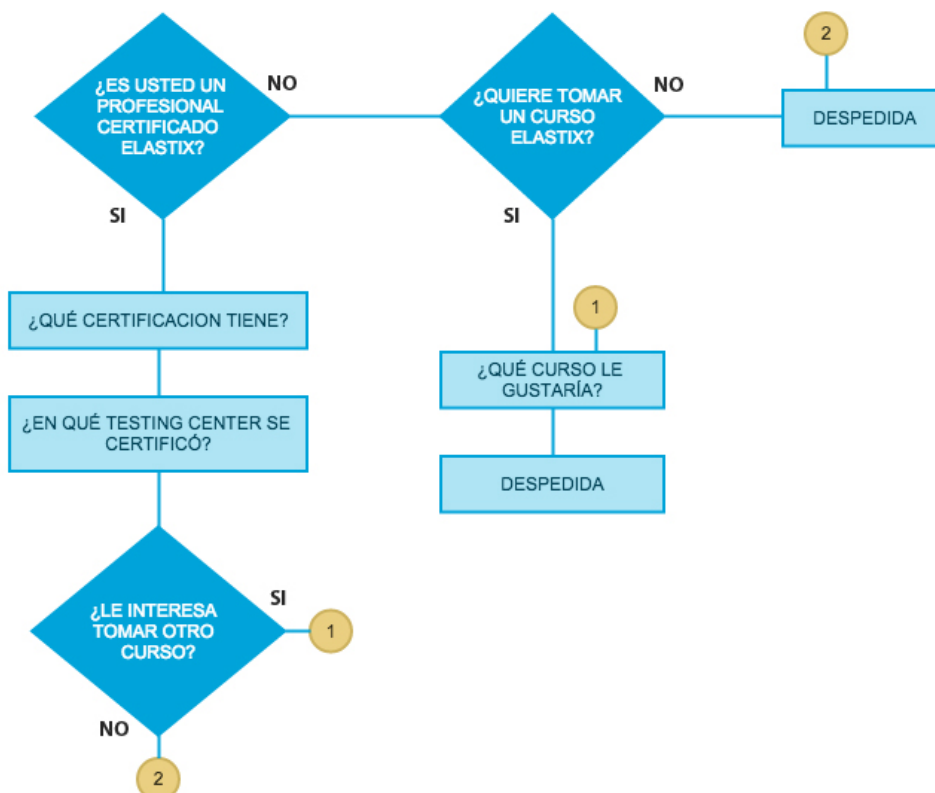 ¿ES USTED UN
PROFESIONAL
CERTIFICADO
ELASTIX?
NO
SI
¿QUIERE TOMAR
UN CURSO
ELASTIX?
NO
SI
2
DESPEDIDA
¿QUÉ CERTIFICACION TIENE?
¿EN QUÉ TESTING CENTER SE
CERTIFICÓ?
1
¿QUÉ CURSO LE
GUSTARÍA?
DESPEDIDA
¿LE INTERESA
TOMAR OTRO
CURSO?
SI
1
NO
2